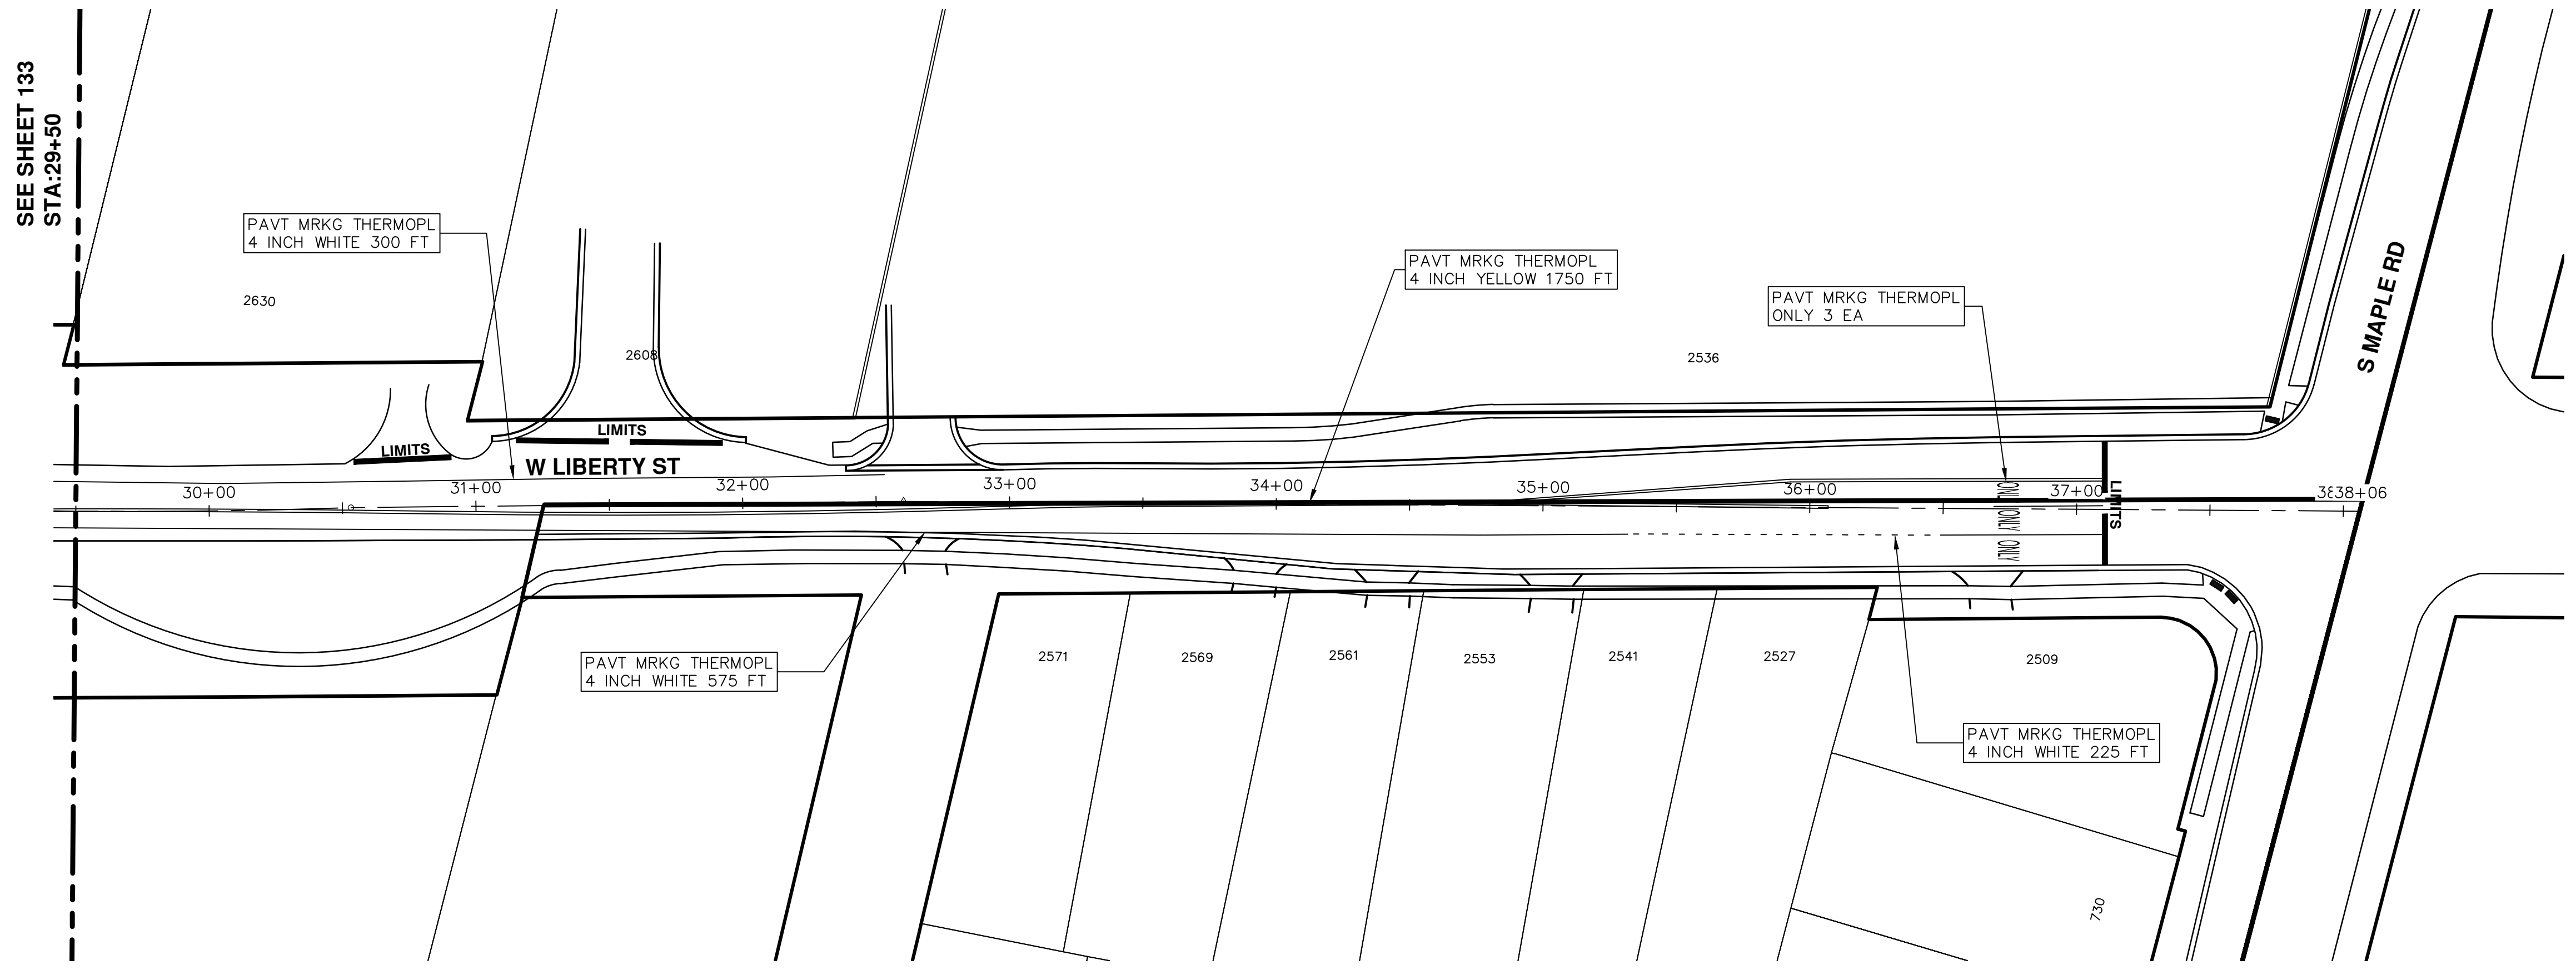 SEE SHEET 133
STA:29+50
PAVT MRKG THERMOPL
4 INCH WHITE 300 FT
PAVT MRKG THERMOPL
4 INCH YELLOW 1750 FT
PAVT MRKG THERMOPL
ONLY 3 EA
S MAPLE RD
2630
2608
2536
LIMITS
LIMITS
W LIBERTY ST
30+00
31+00
32+00
33+00
34+00
35+00
36+00
37+00
38+06
LIMITS
ONLY
ONLY
ONLY
PAVT MRKG THERMOPL
4 INCH WHITE 575 FT
2571
2569
2561
2553
2541
2527
2509
PAVT MRKG THERMOPL
4 INCH WHITE 225 FT
730